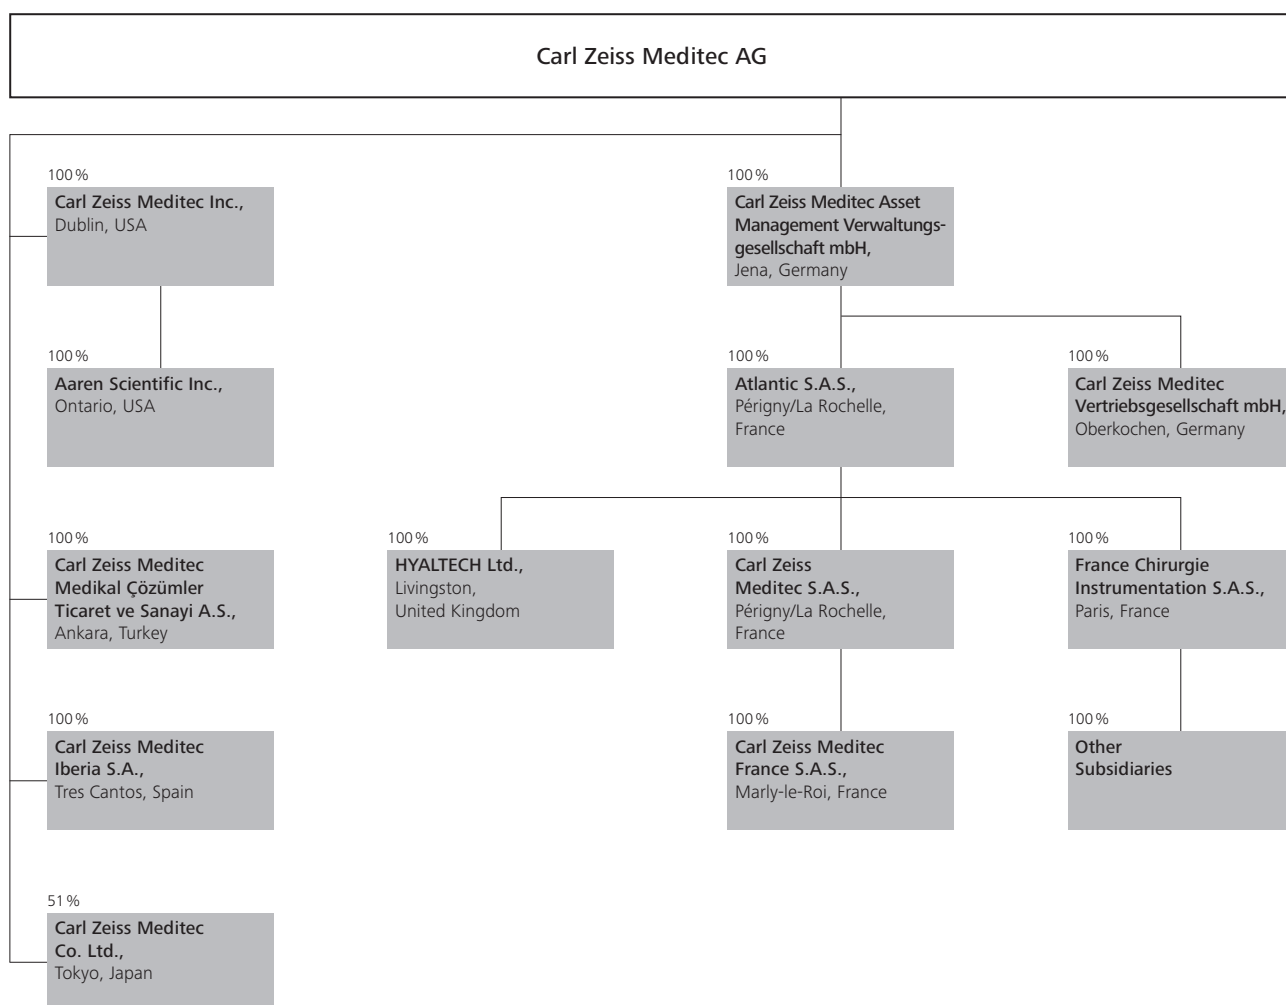 Carl Zeiss Meditec AG
100 %
Carl Zeiss Meditec Inc.,
Dublin, USA
100 %
Carl Zeiss Meditec Asset
Management Verwaltungs-
gesellschaft mbH,
Jena, Germany
100 %
Aaren Scientific Inc.,
Ontario, USA
100 %
Atlantic S.A.S.,
Périgny/La Rochelle,
France
100 %
Carl Zeiss Meditec
Vertriebsgesellschaft mbH,
Oberkochen, Germany
100 %
Carl Zeiss Meditec
Medikal Çözümler
Ticaret ve Sanayi A.S.,
Ankara, Turkey
100 %
HYALTECH Ltd.,
Livingston,
United Kingdom
100 %
Carl Zeiss
Meditec S.A.S.,
Périgny/La Rochelle,
France
100 %
France Chirurgie
Instrumentation S.A.S.,
Paris, France
100 %
Carl Zeiss Meditec
Iberia S.A.,
Tres Cantos, Spain
100 %
Carl Zeiss Meditec
France S.A.S.,
Marly-le-Roi, France
100 %
Other
Subsidiaries
51 %
Carl Zeiss Meditec
Co. Ltd.,
Tokyo, Japan